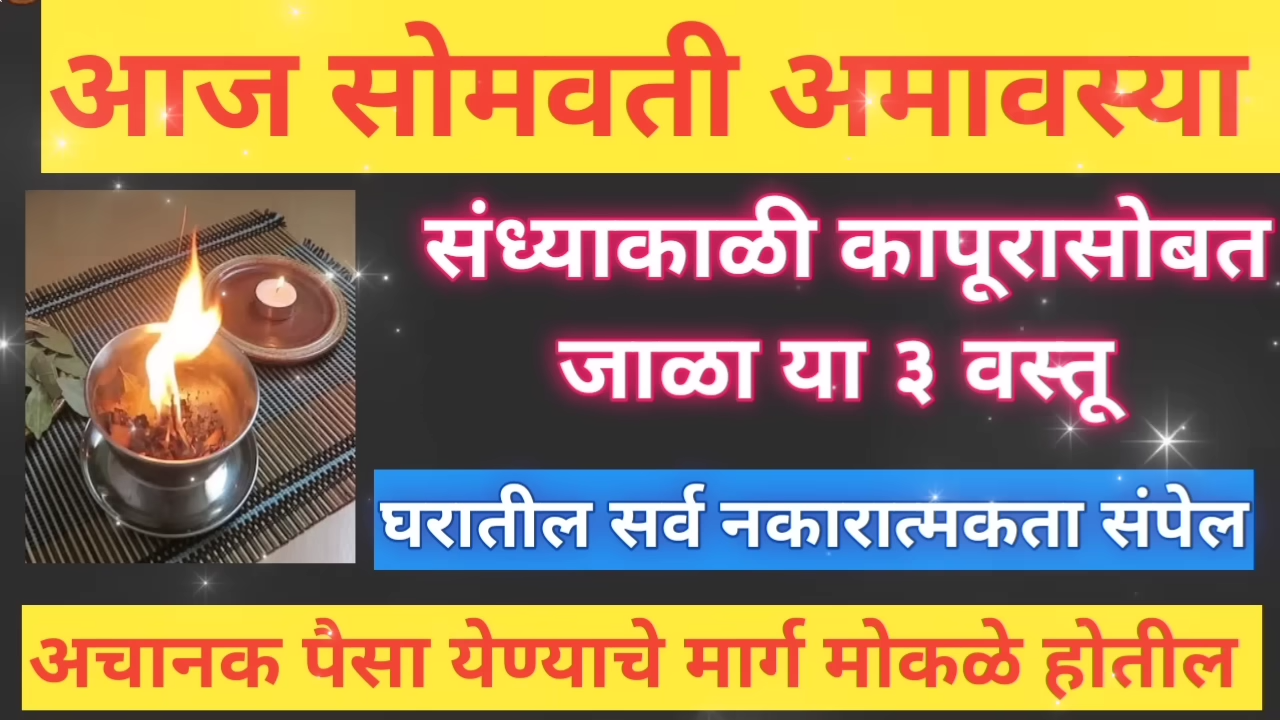 आज सोमवती अमावस्या
संध्याकाळी कापूरासोबत
जाळा या ३ वस्तू
घरातील सर्व नकारात्मकता संपेल
अचानक पैसा येण्याचे मार्ग मोकळे होतील